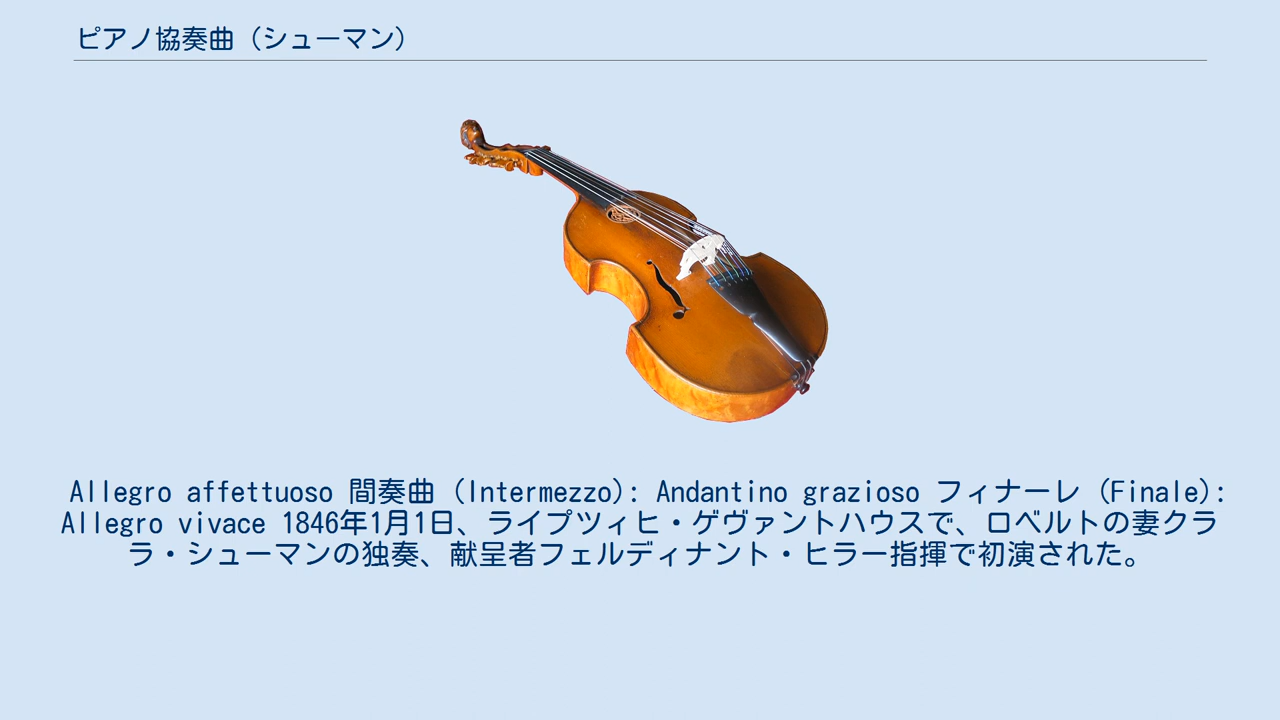 ピアノ協奏曲（シューマン）
Allegro affettuoso 間奏曲（Intermezzo）: Andantino grazioso フィナーレ（Finale）:
Allegro vivace 1846年1月1日、ライプツィヒ・ゲヴァントハウスで、ロベルトの妻クラ
ラ・シューマンの独奏、献呈者フェルディナント・ヒラー指揮で初演された。